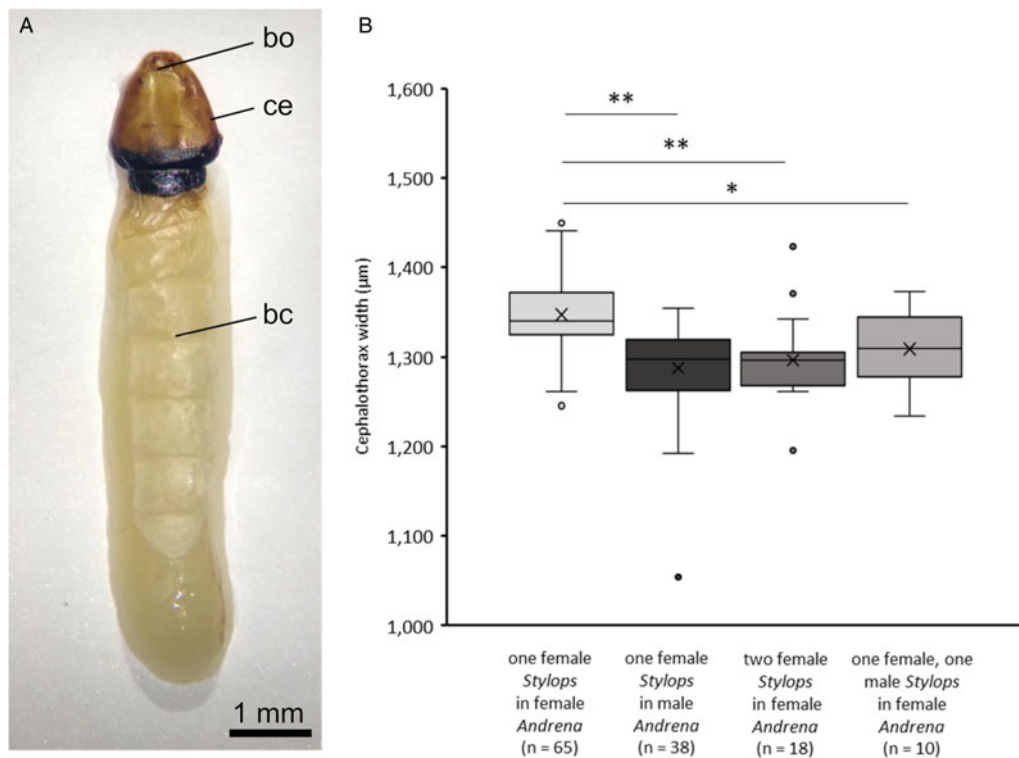 A
bo
ce
bc
1 mm
B
Cephalothorax width (µm)
1,600
1,500
1,400
1,300
1,200
1,100
1,000
**
**
*
one female
Stylops
in female
Andrena
(n = 65)
one female
Stylops
in male
Andrena
(n = 38)
two female
Stylops
in female
Andrena
(n = 18)
one female, one
male Stylops
in female
Andrena
(n = 10)